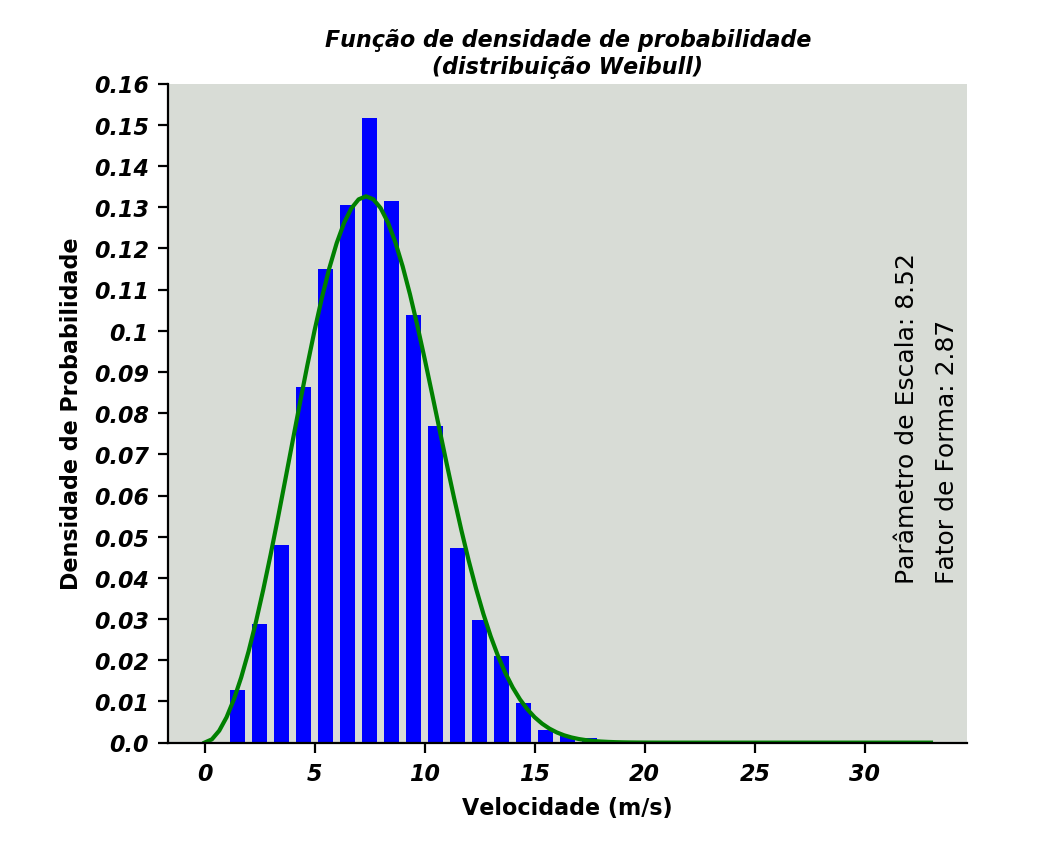 Função de densidade de probabilidade
(distribuição Weibull)
0.16
0.15
0.14
0.13
0.12
0.11
0.1
0.09
0.08
0.07
0.06
0.05
0.04
0.03
0.02
0.01
0.0
Densidade de Probabilidade
Parâmetro de Escala: 8.52
Fator de Forma: 2.87
0 5 10 15 20 25 30
Velocidade (m/s)